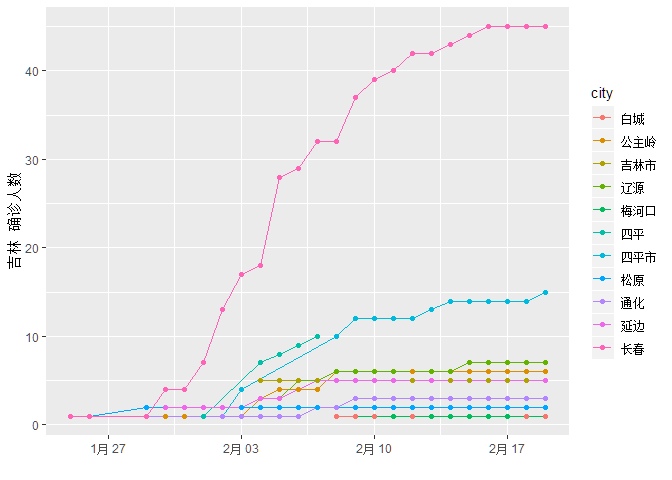 吉林 确诊人数
40
30
20
10
0
1月 27
2月 03
2月 10
2月 17
city
白城
公主岭
吉林市
辽源
梅河口
四平
四平市
松原
通化
延边
长春